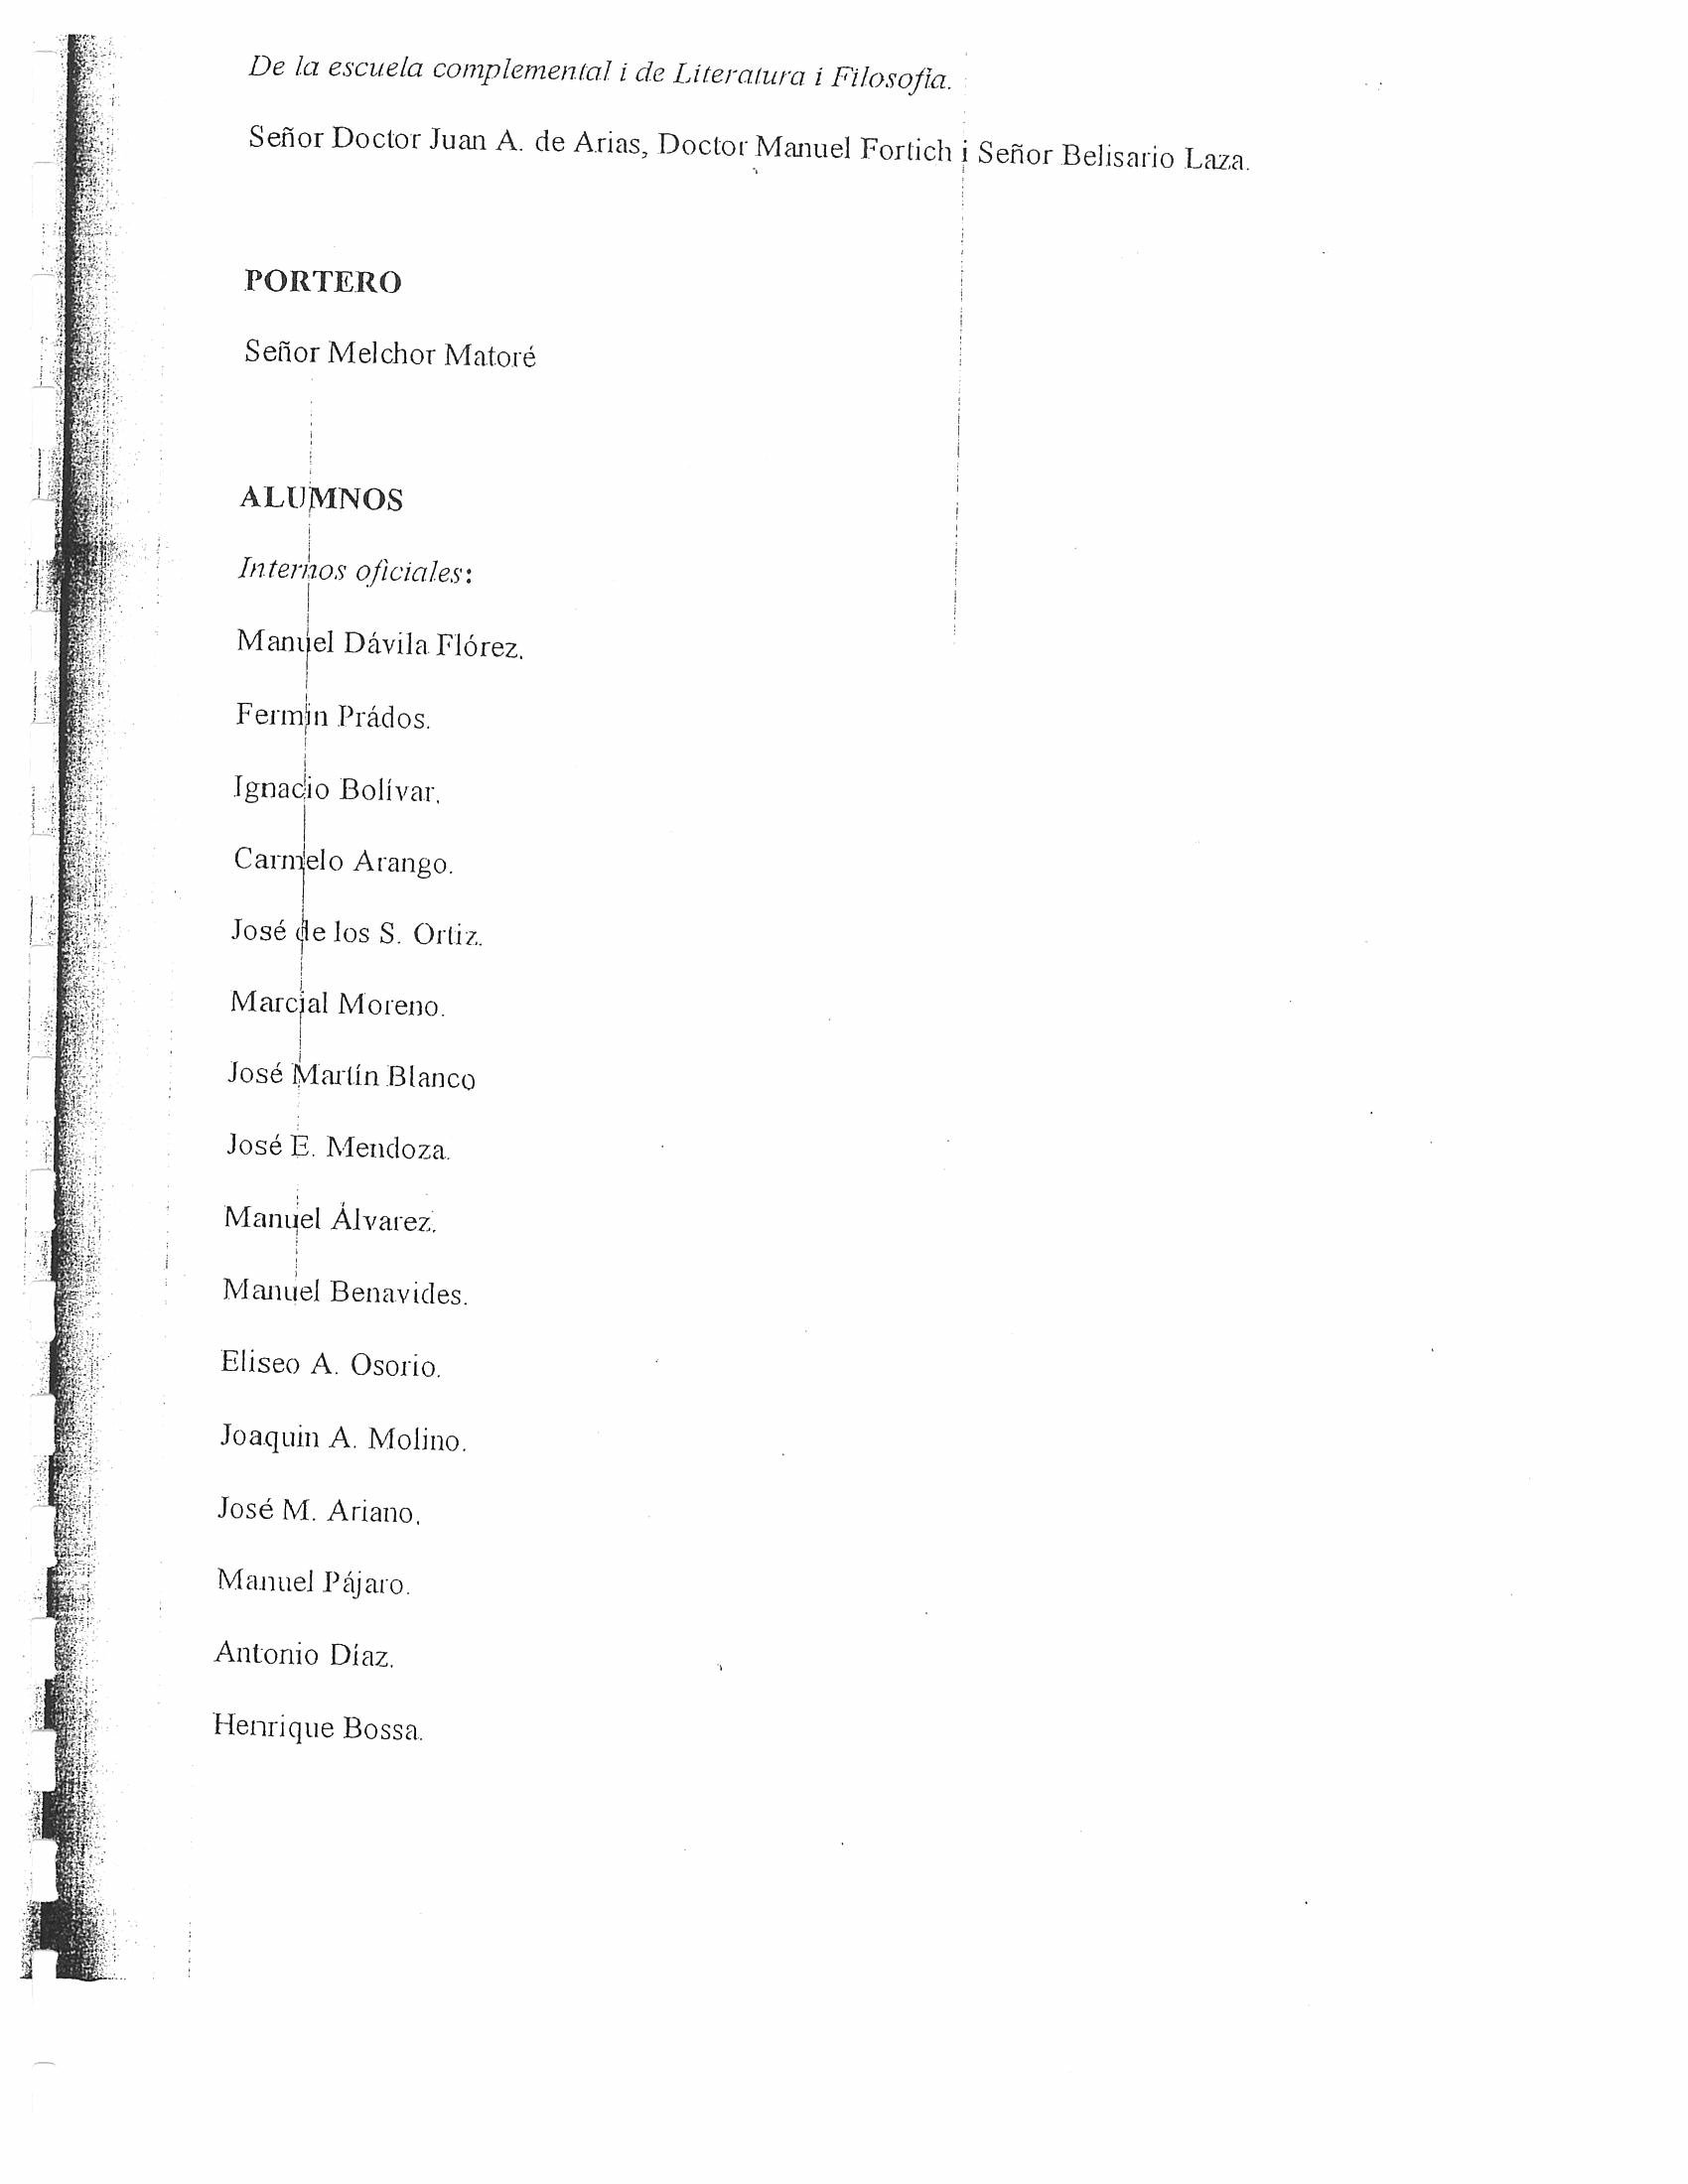 De la escuela complemental i de Literatura i Filosofia.
Señor Doctor Juan A. de Arias, Doctor Manuel Fortich i Señor Belisario Laza.
PORTERO
Señor Melchor Matoré
ALUMNOS
Internos oficiales:
Manuel Dávila Flórez.
Fermin Prádos.
Ignacio Bolívar.
Carmelo Arango.
José de los S. Ortiz.
Marcial Moreno.
José Martín Blanco
José E. Mendoza.
Manuel Álvarez.
Manuel Benavides.
Eliseo A. Osorio.
Joaquin A. Molino.
José M. Ariano.
Manuel Pájaro.
Antonio Díaz.
Henrique Bossa.